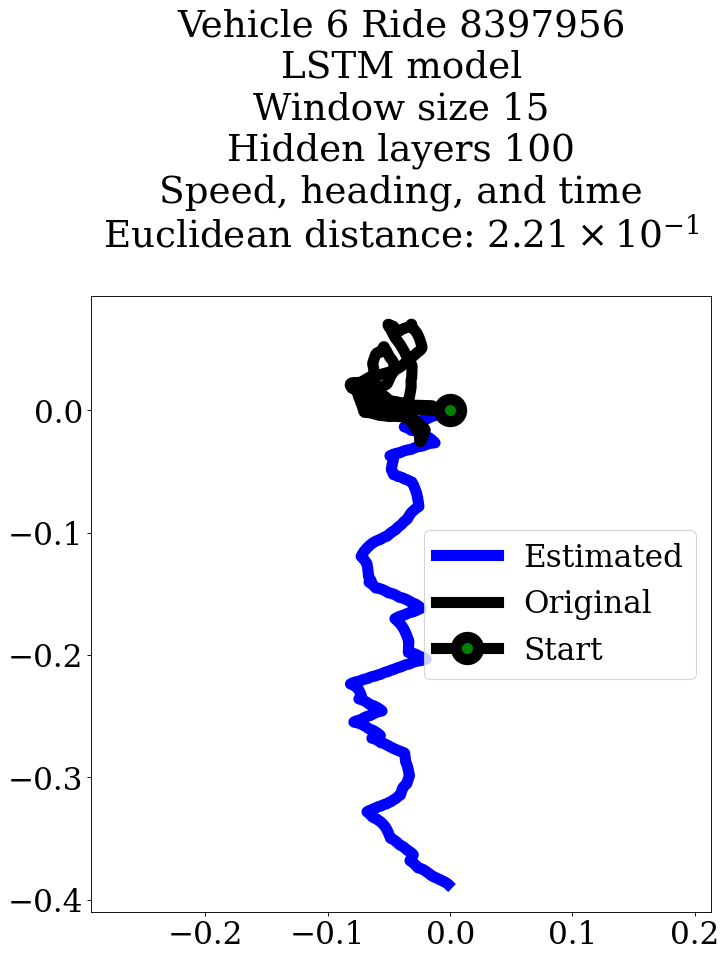 Vehicle 6 Ride 8397956
LSTM model
Window size 15
Hidden layers 100
Speed, heading, and time
Euclidean distance: 2.21 × 10⁻¹
0.0
−0.1
−0.2
−0.3
−0.4
Estimated
Original
Start
−0.2
−0.1
0.0
0.1
0.2